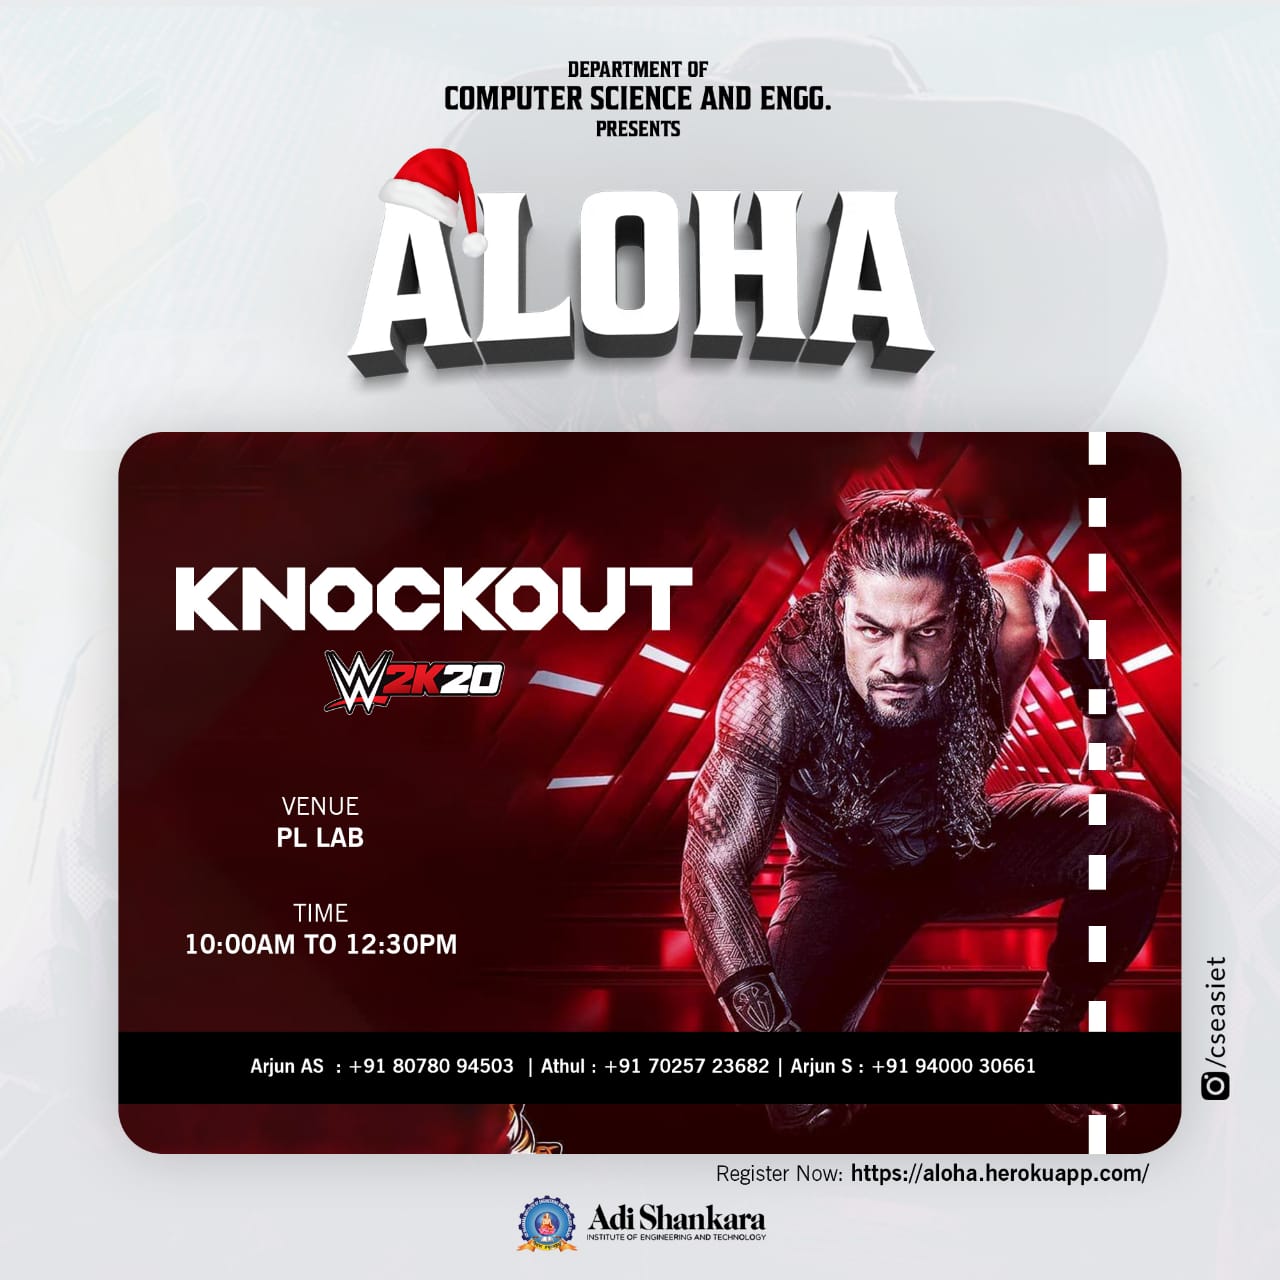 DEPARTMENT OF
COMPUTER SCIENCE AND ENGG.
PRESENTS
ALOHA
KNOCKOUT
W 2K20
VENUE
PL LAB
TIME
10:00AM TO 12:30PM
Arjun AS : +91 80780 94503 | Athul : +91 70257 23682 | Arjun S : +91 94000 30661
/cseasiet
Register Now: https://aloha.herokuapp.com/
Adi Shankara
INSTITUTE OF ENGINEERING AND TECHNOLOGY